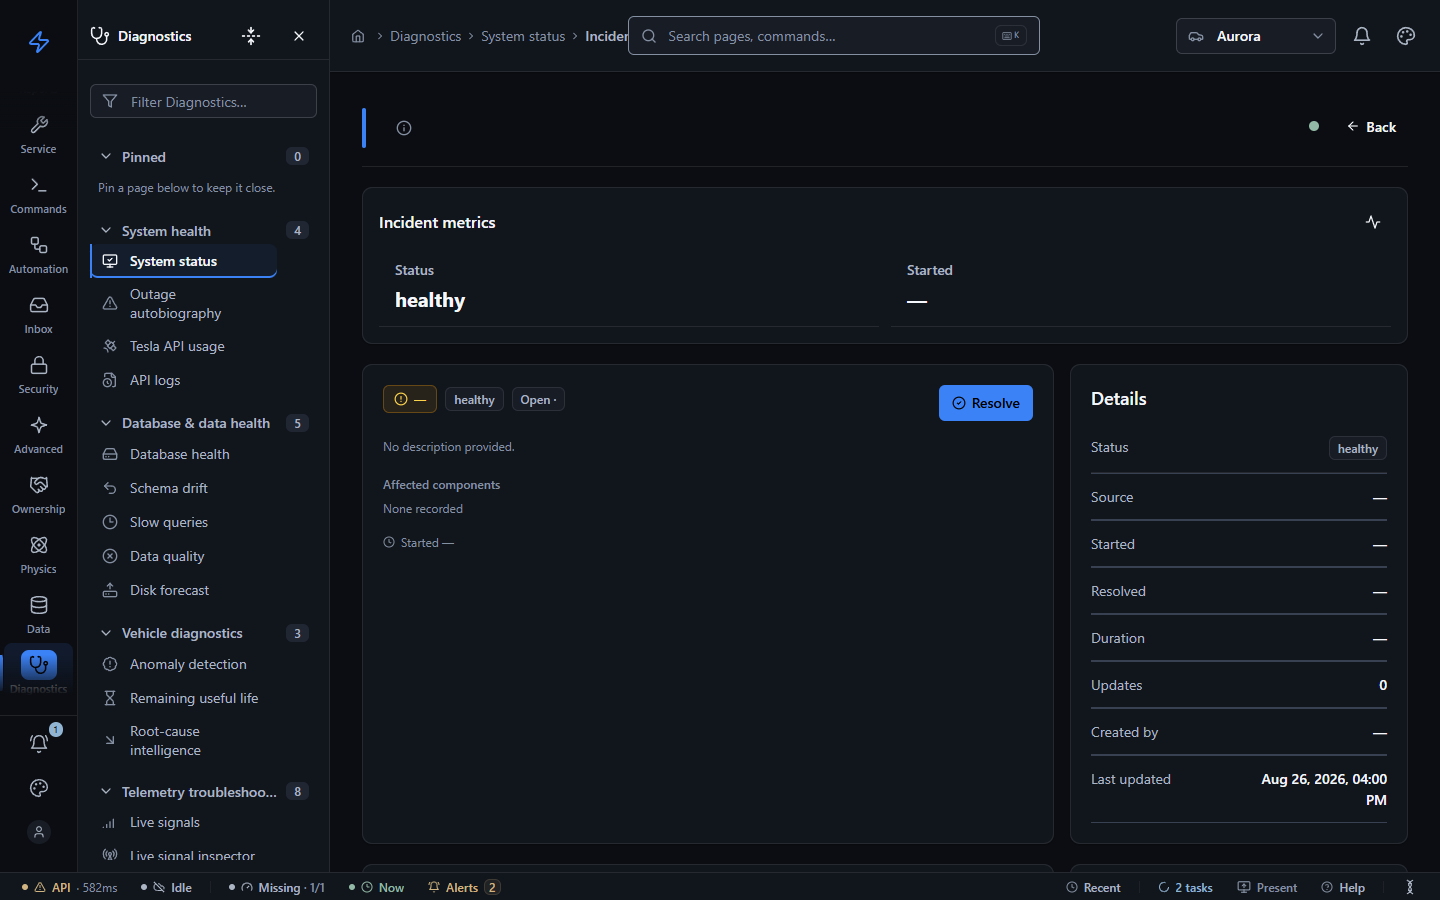 Diagnostics
Diagnostics
System status
Search pages, commands...
K
Aurora
Service
Commands
Automation
Inbox
Security
Advanced
Ownership
Physics
Data
Diagnostics
1
Filter Diagnostics...
Pinned
0
Pin a page below to keep it close.
System health
4
System status
Outage
autobiography
Tesla API usage
API logs
Database & data health
5
Database health
Schema drift
Slow queries
Data quality
Disk forecast
Vehicle diagnostics
3
Anomaly detection
Remaining useful life
Root-cause
intelligence
Telemetry troubleshoo...
8
Live signals
Live signal inspector
Back
Incident metrics
Status
healthy
Started
—
—
healthy
Open ·
Resolve
No description provided.
Affected components
None recorded
Started —
Details
Status
healthy
Source
—
Started
—
Resolved
—
Duration
—
Updates
0
Created by
—
Last updated
Aug 26, 2026, 04:00
PM
API · 582ms
Idle
Missing · 1/1
Now
Alerts 2
Recent
2 tasks
Present
Help